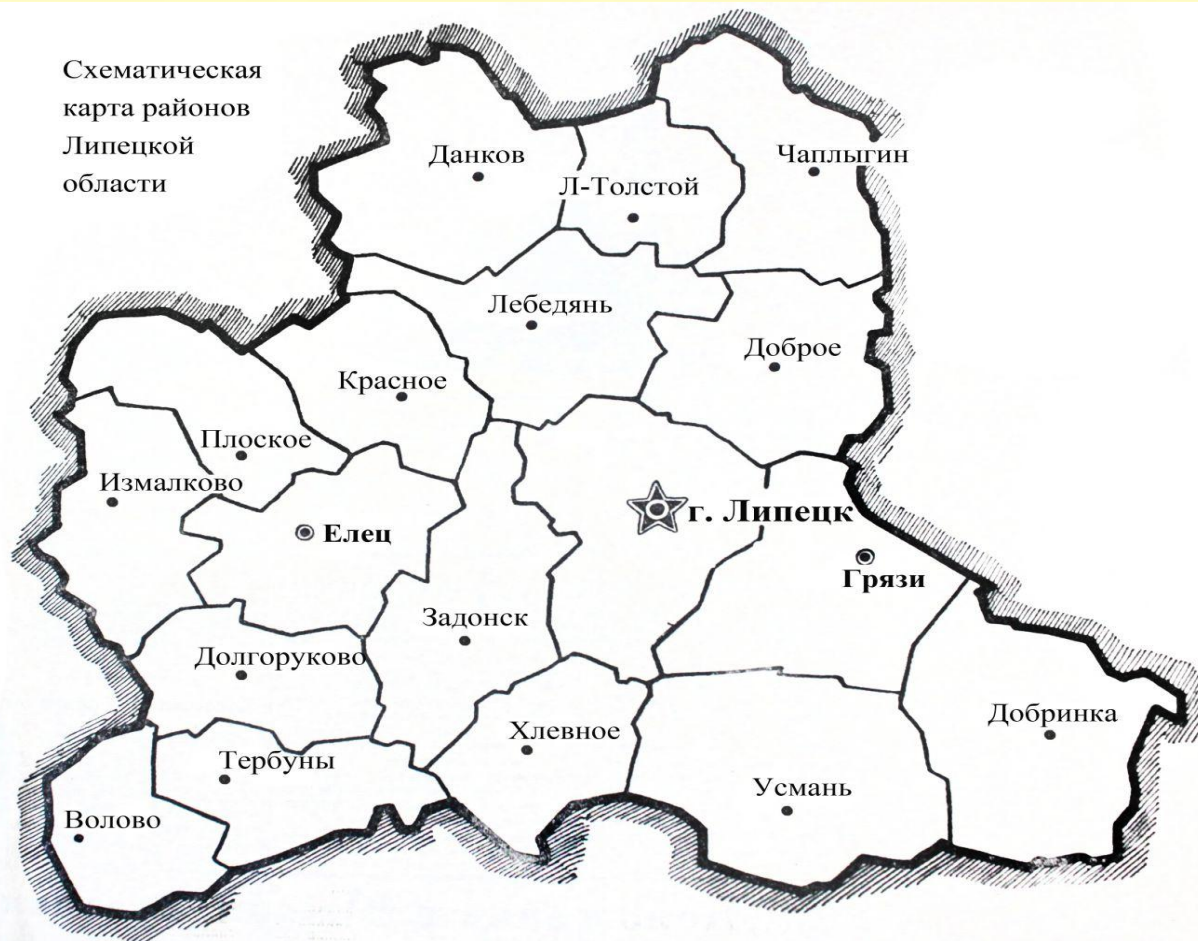 Схематическая
карта районов
Липецкой
области
Данков
Чаплыгин
Л-Толстой
Лебедянь
Доброе
Красное
Плоское
Измалково
г. Липецк
Елец
Грязи
Задонск
Долгоруково
Добринка
Хлевное
Тербуны
Усмань
Волово